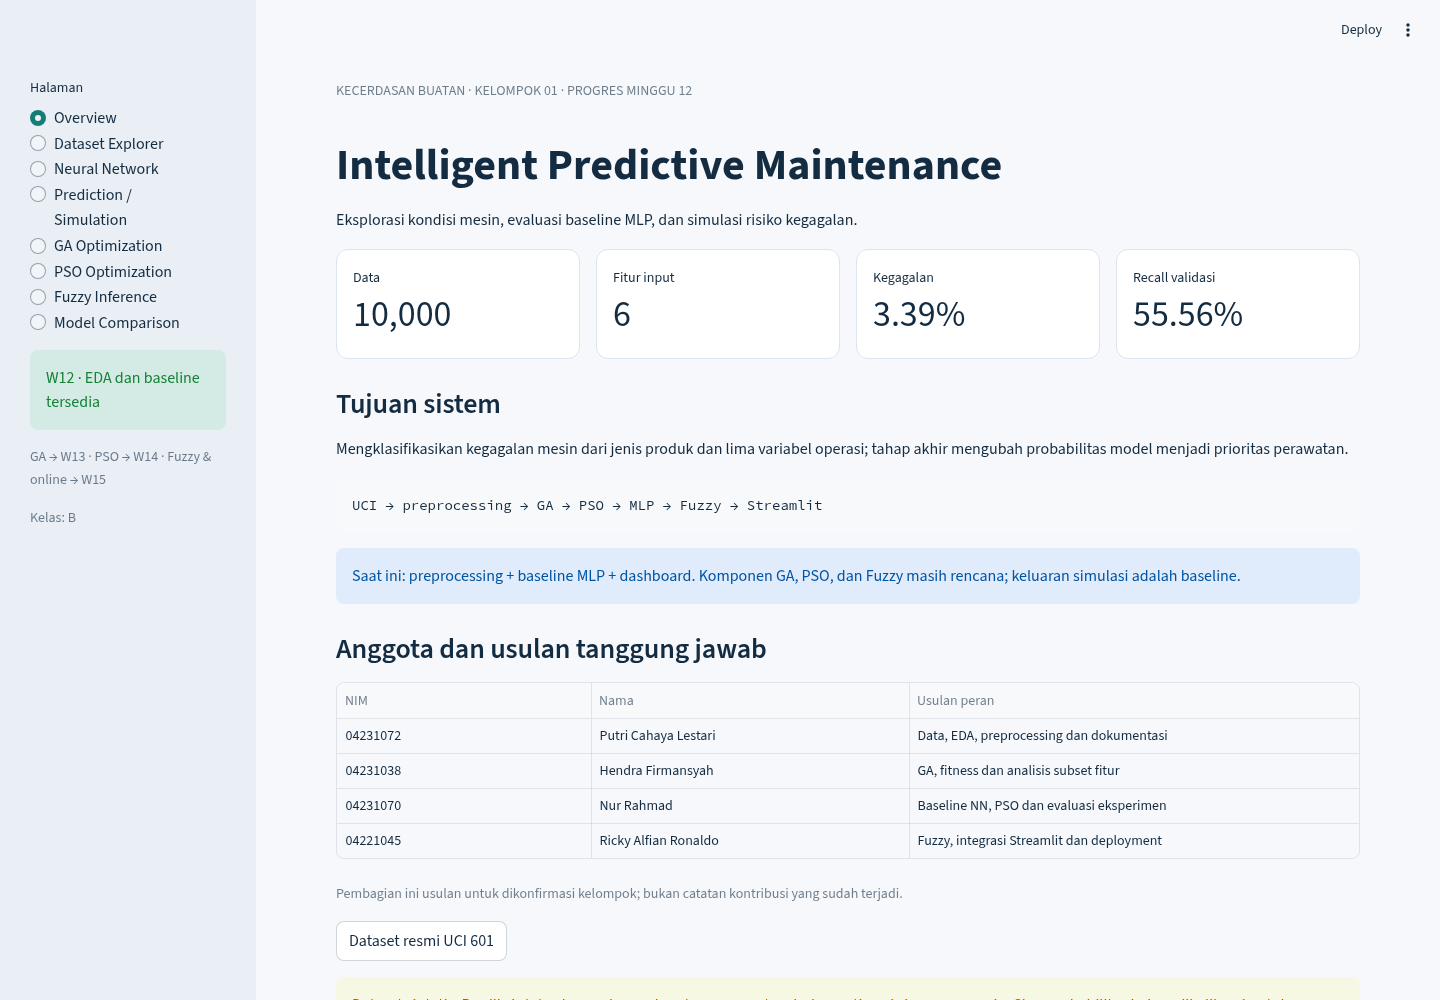 Deploy
Halaman
Overview
Dataset Explorer
Neural Network
Prediction /
Simulation
GA Optimization
PSO Optimization
Fuzzy Inference
Model Comparison
W12 · EDA dan baseline
tersedia
GA → W13 · PSO → W14 · Fuzzy &
online → W15
Kelas: B
KECERDASAN BUATAN · KELOMPOK 01 · PROGRES MINGGU 12
Intelligent Predictive Maintenance
Eksplorasi kondisi mesin, evaluasi baseline MLP, dan simulasi risiko kegagalan.
Data
10,000
Fitur input
6
Kegagalan
3.39%
Recall validasi
55.56%
Tujuan sistem
Mengklasifikasikan kegagalan mesin dari jenis produk dan lima variabel operasi; tahap akhir mengubah probabilitas model menjadi prioritas perawatan.
UCI → preprocessing → GA → PSO → MLP → Fuzzy → Streamlit
Saat ini: preprocessing + baseline MLP + dashboard. Komponen GA, PSO, dan Fuzzy masih rencana; keluaran simulasi adalah baseline.
Anggota dan usulan tanggung jawab
NIM Nama Usulan peran
04231072 Putri Cahaya Lestari Data, EDA, preprocessing dan dokumentasi
04231038 Hendra Firmansyah GA, fitness dan analisis subset fitur
04231070 Nur Rahmad Baseline NN, PSO dan evaluasi eksperimen
04221045 Ricky Alfian Ronaldo Fuzzy, integrasi Streamlit dan deployment
Pembagian ini usulan untuk dikonfirmasi kelompok; bukan catatan kontribusi yang sudah terjadi.
Dataset resmi UCI 601